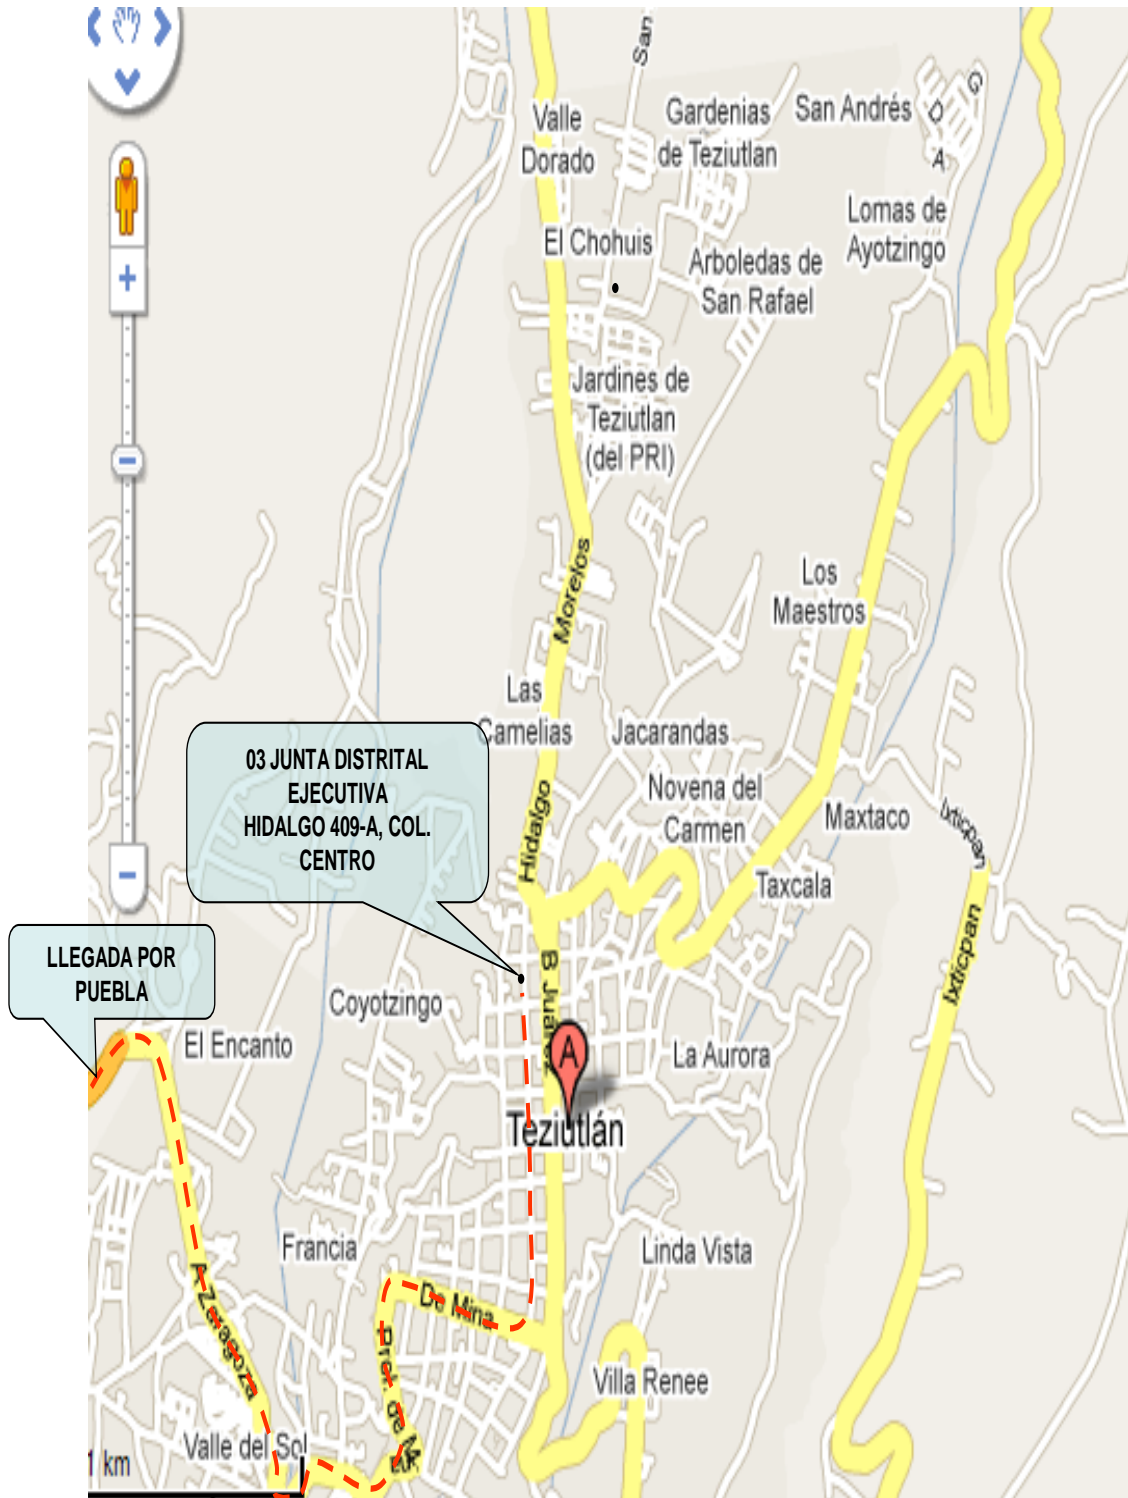 San
Valle
Dorado
Gardenias
de Teziutlan
San Andrés
G
D
A
Lomas de
Ayotzingo
El Chohuis
Arboledas de
San Rafael
Jardines de
Teziutlan
(del PRI)
Morelos
Los
Maestros
Las
Camelias
Jacarandas
03 JUNTA DISTRITAL
EJECUTIVA
HIDALGO 409-A, COL.
CENTRO
Hidalgo
Novena del
Carmen
Maxtaco
Ixticpan
Taxcala
LLEGADA POR
PUEBLA
B Juárez
Ixticpan
Coyotzingo
El Encanto
La Aurora
A
Teziutlán
Francia
Linda Vista
A Zaragoza
De Mina
Prol. de M
Villa Renee
Valle del Sol
1 km